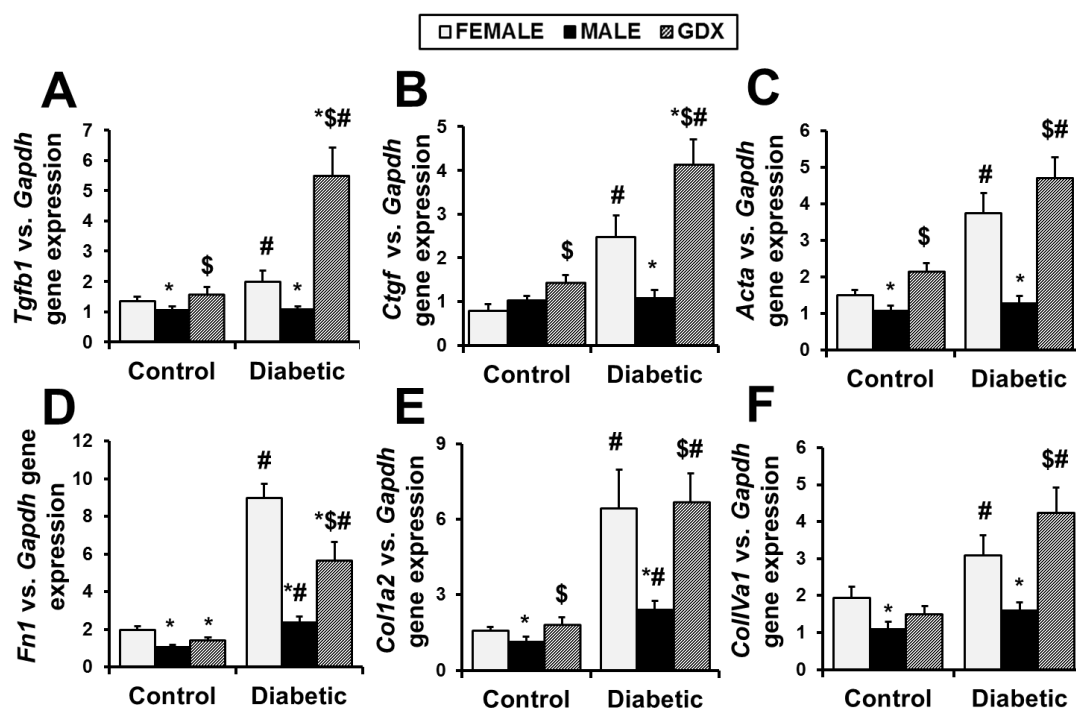 FEMALE MALE GDX
A
Tgfb1 vs. Gapdh
gene expression
7
6
5
4
3
2
1
0
*
$
#
*
*$#
Control Diabetic
B
Ctgf vs. Gapdh
gene expression
5
4
3
2
1
0
$
#
*
*$#
Control Diabetic
C
Acta vs. Gapdh
gene expression
6
5
4
3
2
1
0
*
$
#
*
$#
Control Diabetic
D
Fn1 vs. Gapdh gene
expression
12
10
8
6
4
2
0
*
*
#
*#
*$#
Control Diabetic
E
Col1a2 vs. Gapdh
gene expression
9
6
3
0
*
$
#
*#
$#
Control Diabetic
F
CollVa1 vs. Gapdh
gene expression
6
5
4
3
2
1
0
*
#
*
$#
Control Diabetic